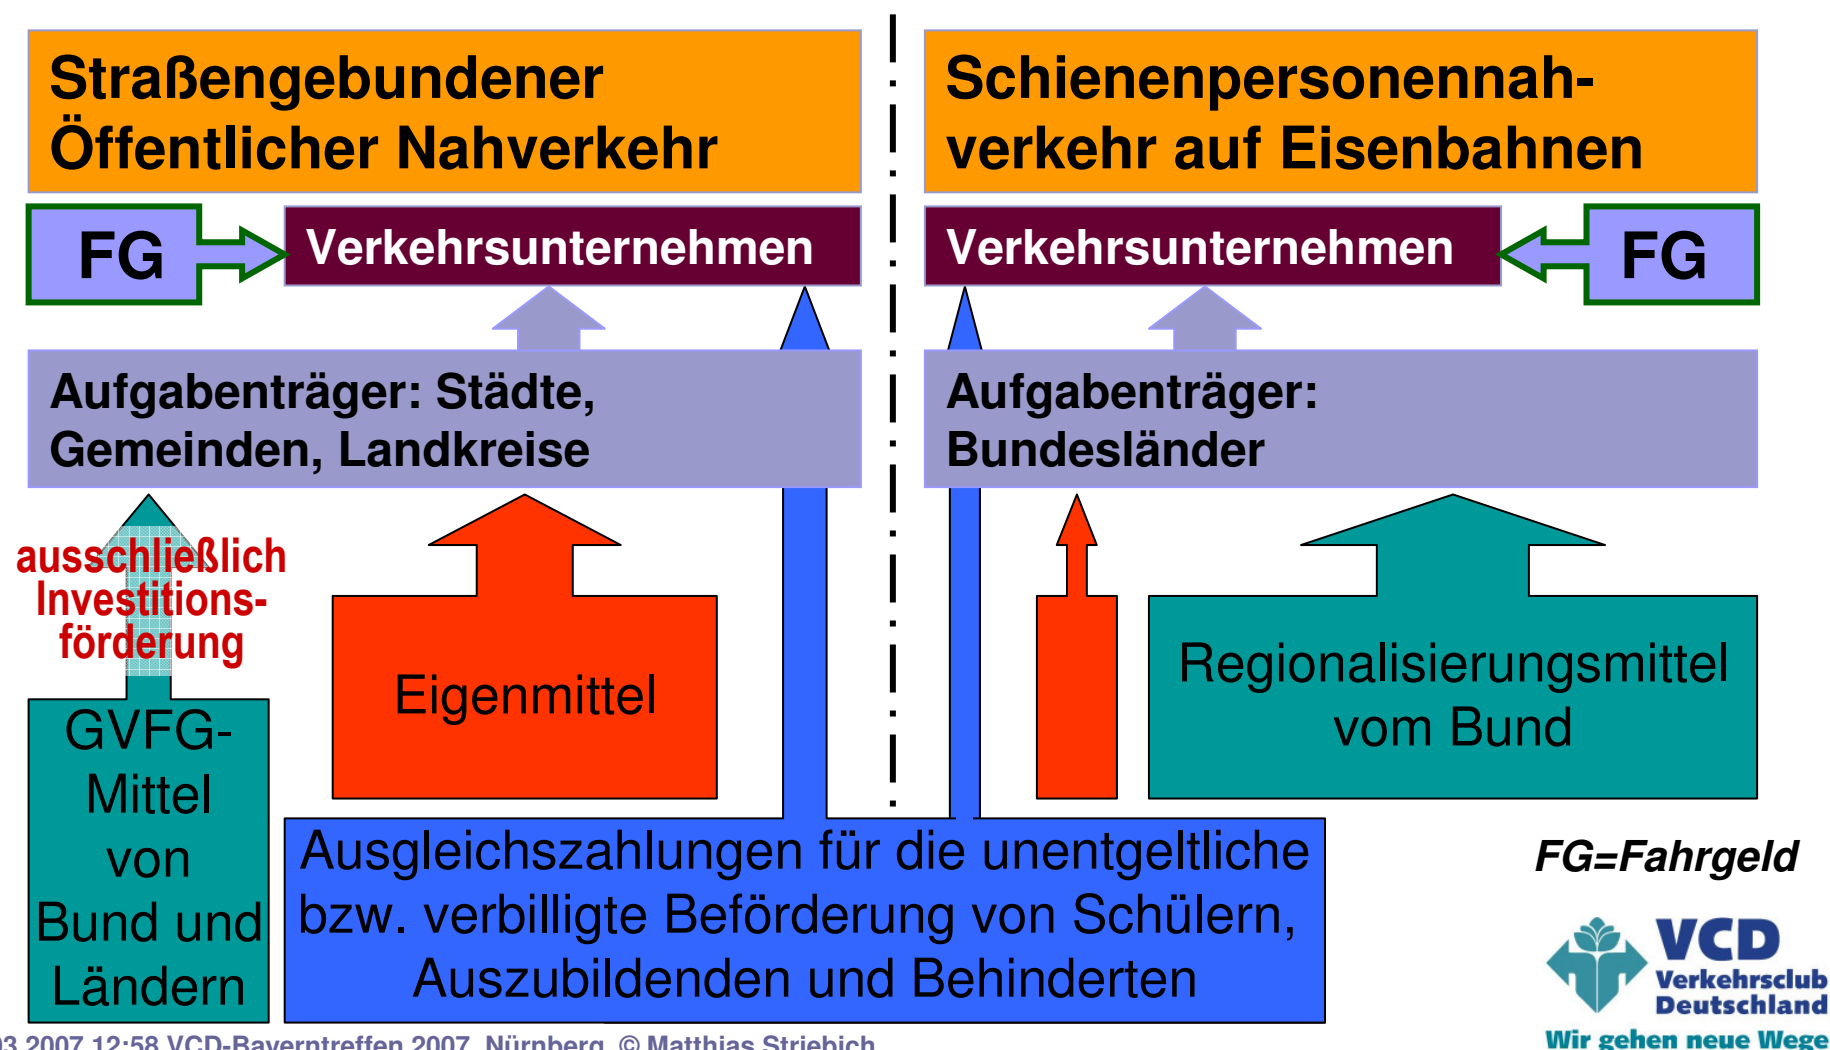 Straßengebundener
Öffentlicher Nahverkehr
Schienenpersonennah-
verkehr auf Eisenbahnen
FG
Verkehrsunternehmen
Verkehrsunternehmen
FG
Aufgabenträger: Städte,
Gemeinden, Landkreise
Aufgabenträger:
Bundesländer
ausschließlich
Investitions-
förderung
Eigenmittel
Regionalisierungsmittel
vom Bund
GVFG-
Mittel
von
Bund und
Ländern
Ausgleichszahlungen für die unentgeltliche
bzw. verbilligte Beförderung von Schülern,
Auszubildenden und Behinderten
FG=Fahrgeld
VCD
Verkehrsclub
Deutschland
Wir gehen neue Wege
03.2007 12:58 VCD-Bayerntreffen 2007, Nürnberg, © Matthias Striebich